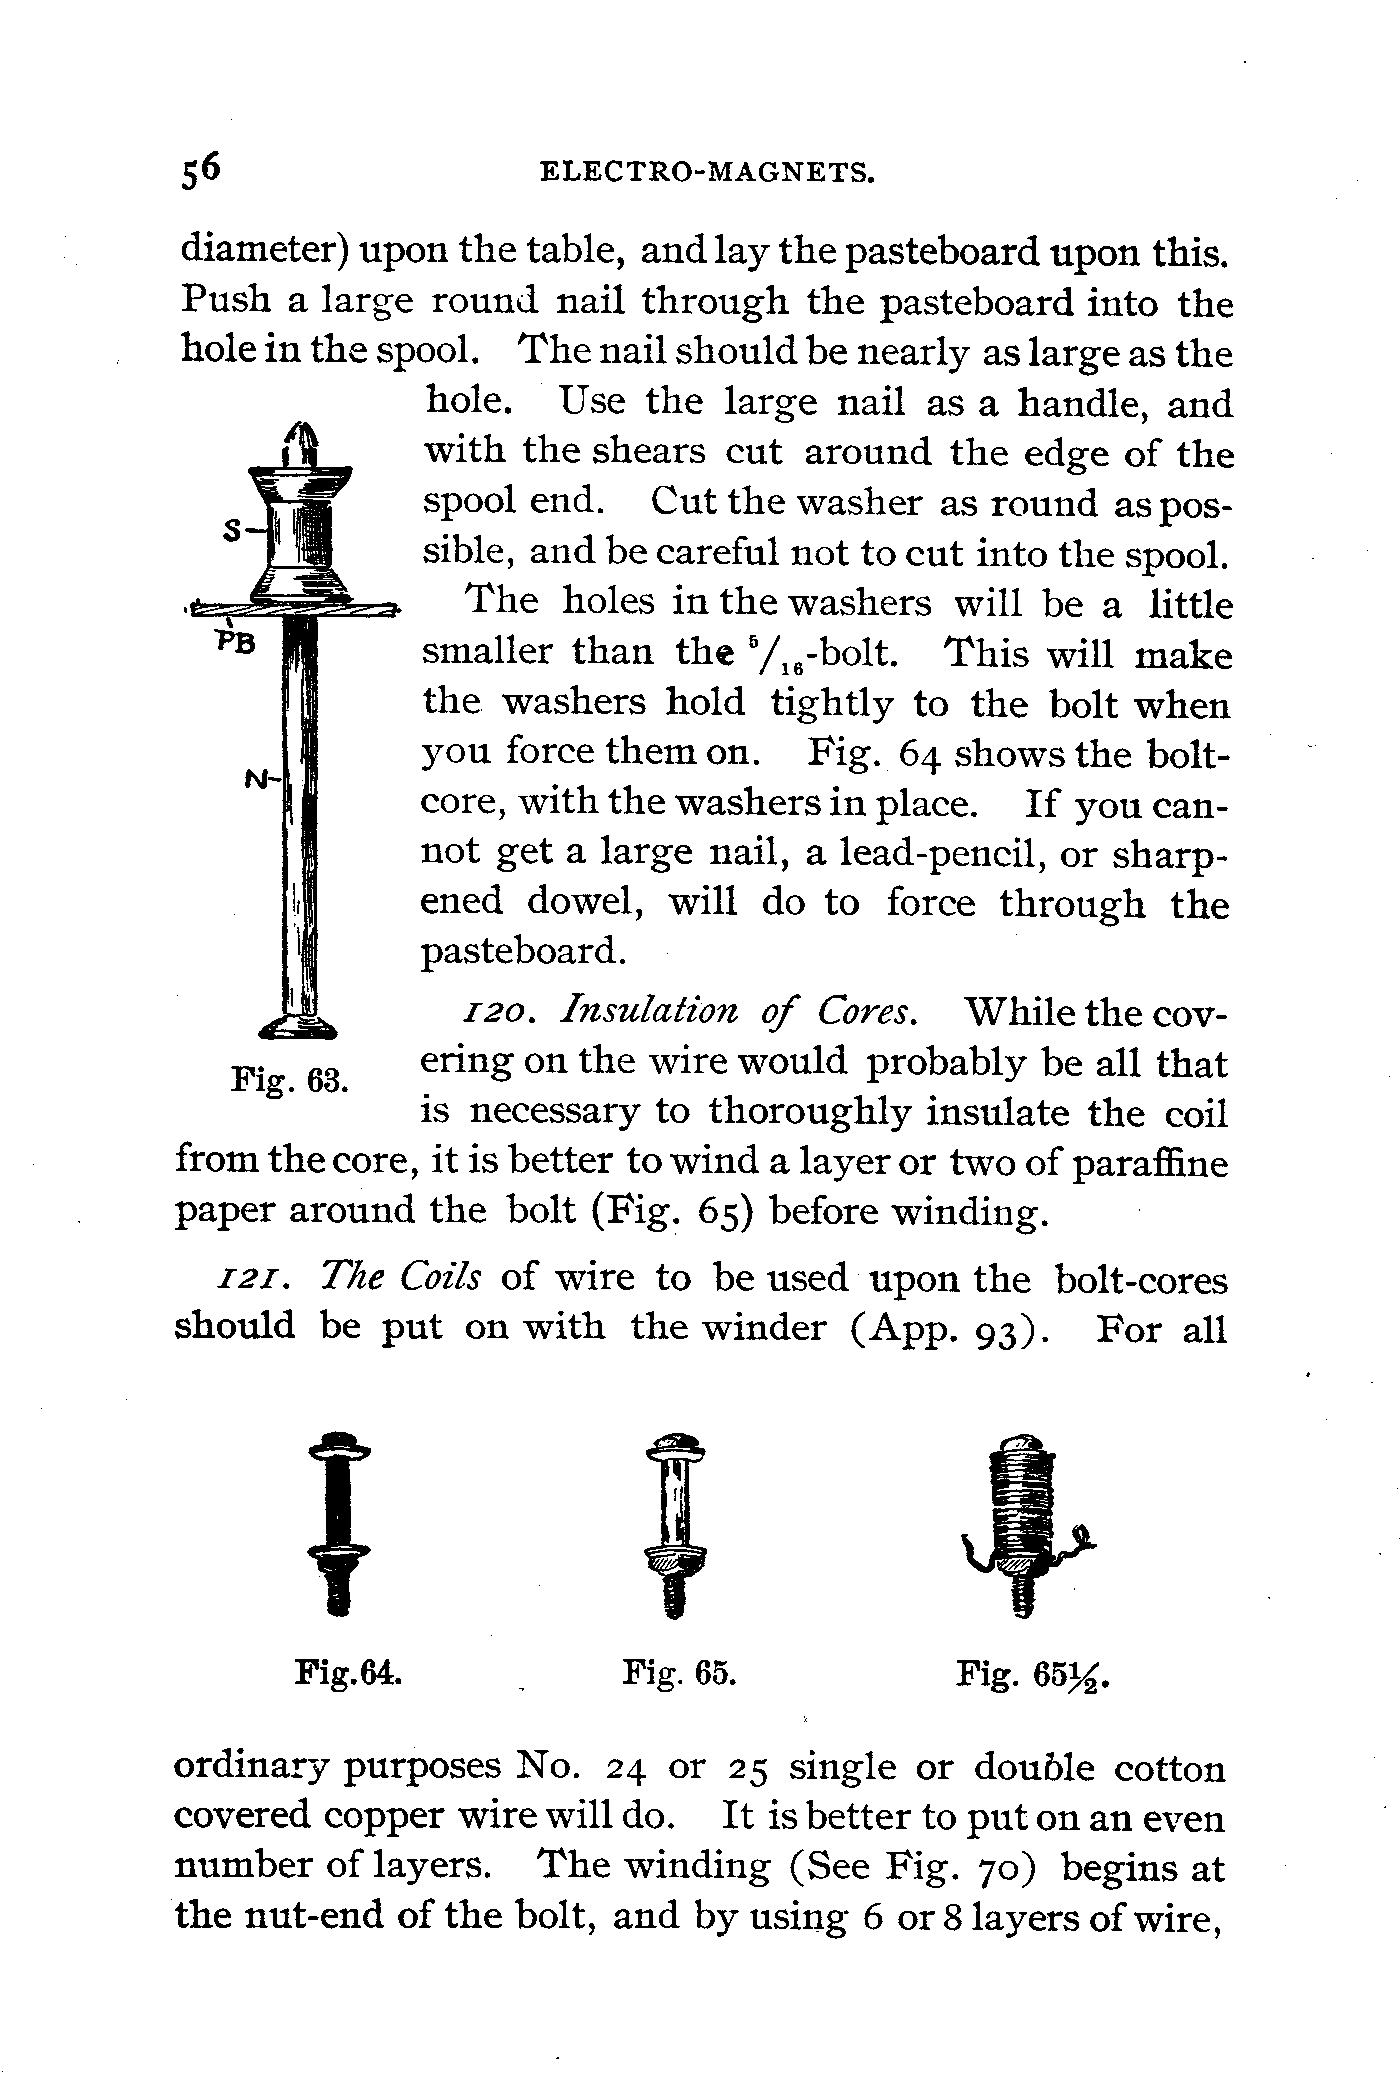 56 ELECTRO-MAGNETS.
diameter) upon the table, and lay the pasteboard upon this.
Push a large round nail through the pasteboard into the
hole in the spool. The nail should be nearly as large as the
hole. Use the large nail as a handle, and
with the shears cut around the edge of the
spool end. Cut the washer as round as pos-
sible, and be careful not to cut into the spool.
The holes in the washers will be a little
smaller than the 5/16-bolt. This will make
the washers hold tightly to the bolt when
you force them on. Fig. 64 shows the bolt-
core, with the washers in place. If you can-
not get a large nail, a lead-pencil, or sharp-
ened dowel, will do to force through the
pasteboard.
S
PB
N
Fig. 63.
120. Insulation of Cores. While the cov-
ering on the wire would probably be all that
is necessary to thoroughly insulate the coil
from the core, it is better to wind a layer or two of paraffine
paper around the bolt (Fig. 65) before winding.
121. The Coils of wire to be used upon the bolt-cores
should be put on with the winder (App. 93). For all
Fig. 64. Fig. 65. Fig. 65½.
ordinary purposes No. 24 or 25 single or double cotton
covered copper wire will do. It is better to put on an even
number of layers. The winding (See Fig. 70) begins at
the nut-end of the bolt, and by using 6 or 8 layers of wire,